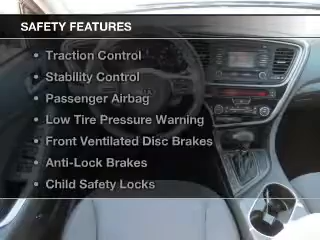 SAFETY FEATURES
• Traction Control
• Stability Control
• Passenger Airbag
• Low Tire Pressure Warning
• Front Ventilated Disc Brakes
• Anti-Lock Brakes
• Child Safety Locks